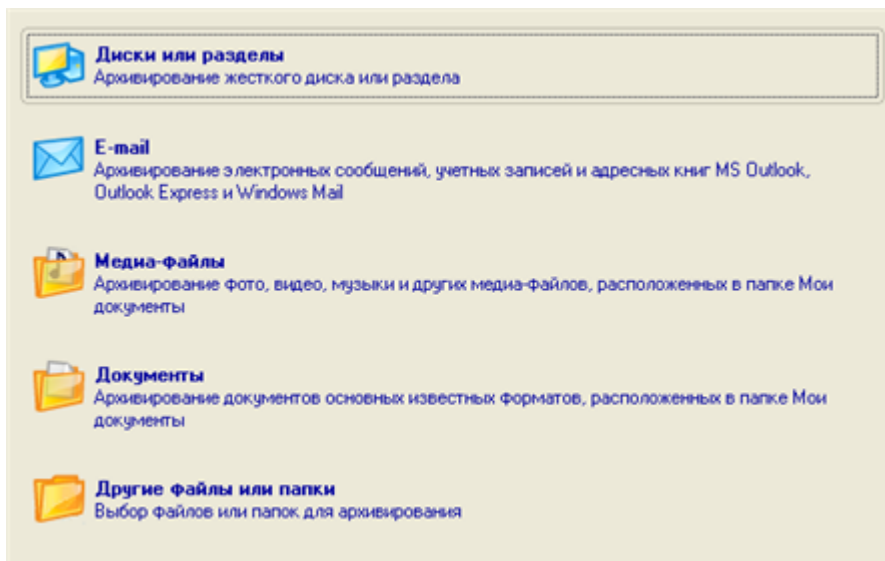 Диски или разделы
Архивирование жесткого диска или раздела
E-mail
Архивирование электронных сообщений, учетных записей и адресных книг MS Outlook,
Outlook Express и Windows Mail
Медиа-файлы
Архивирование фото, видео, музыки и других медиа-файлов, расположенных в папке Мои
документы
Документы
Архивирование документов основных известных форматов, расположенных в папке Мои
документы
Другие файлы или папки
Выбор файлов или папок для архивирования